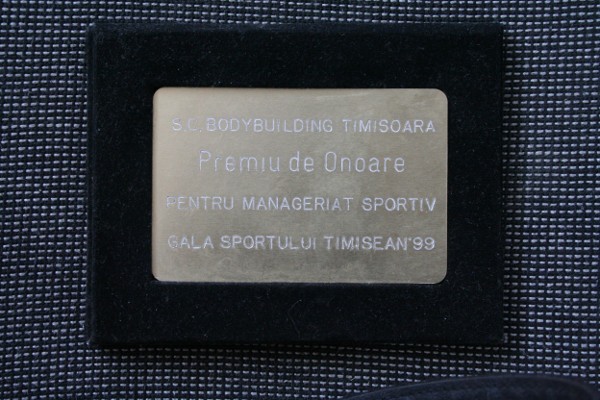 S.C. BODYBUILDING TIMISOARA
Premiu de Onoare
PENTRU MANAGERIAT SPORTIV
GALA SPORTULUI TIMISEAN'99